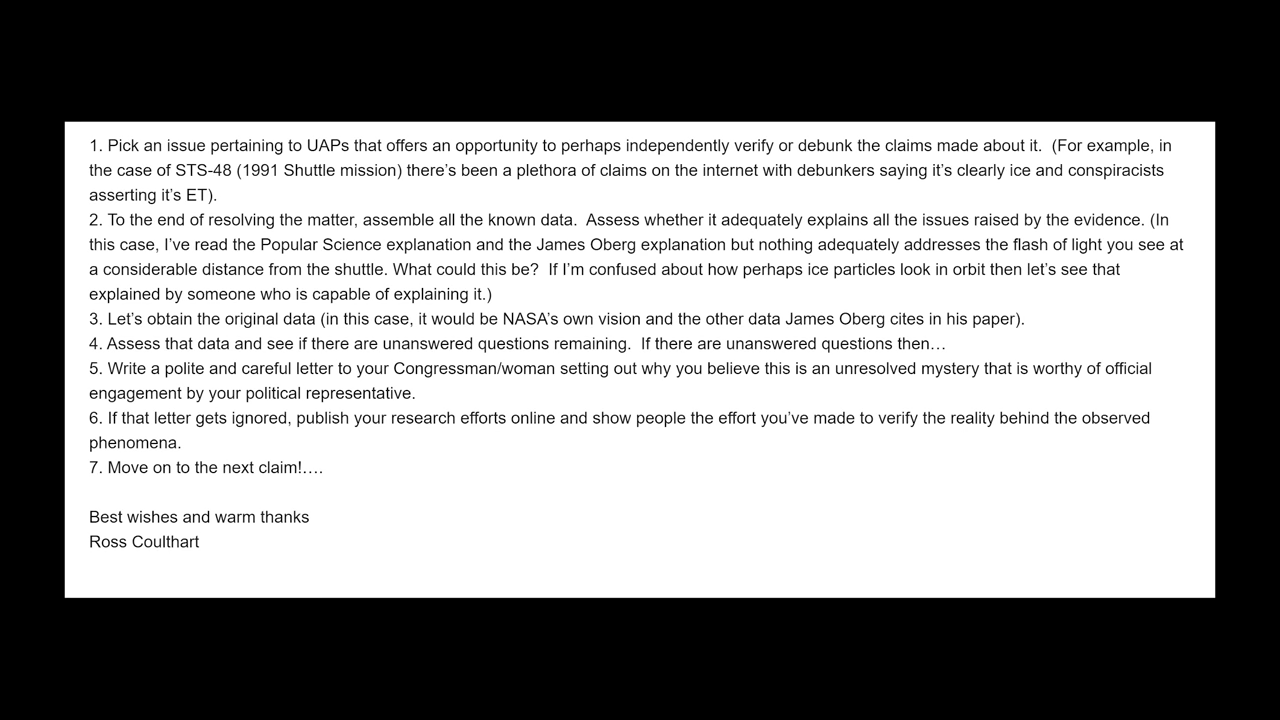 1. Pick an issue pertaining to UAPs that offers an opportunity to perhaps independently verify or debunk the claims made about it.  (For example, in
the case of STS-48 (1991 Shuttle mission) there’s been a plethora of claims on the internet with debunkers saying it’s clearly ice and conspiracists
asserting it’s ET).
2. To the end of resolving the matter, assemble all the known data.  Assess whether it adequately explains all the issues raised by the evidence. (In
this case, I’ve read the Popular Science explanation and the James Oberg explanation but nothing adequately addresses the flash of light you see at
a considerable distance from the shuttle. What could this be?  If I’m confused about how perhaps ice particles look in orbit then let’s see that
explained by someone who is capable of explaining it.)
3. Let’s obtain the original data (in this case, it would be NASA’s own vision and the other data James Oberg cites in his paper).
4. Assess that data and see if there are unanswered questions remaining.  If there are unanswered questions then…
5. Write a polite and careful letter to your Congressman/woman setting out why you believe this is an unresolved mystery that is worthy of official
engagement by your political representative.
6. If that letter gets ignored, publish your research efforts online and show people the effort you’ve made to verify the reality behind the observed
phenomena.
7. Move on to the next claim!….
Best wishes and warm thanks
Ross Coulthart